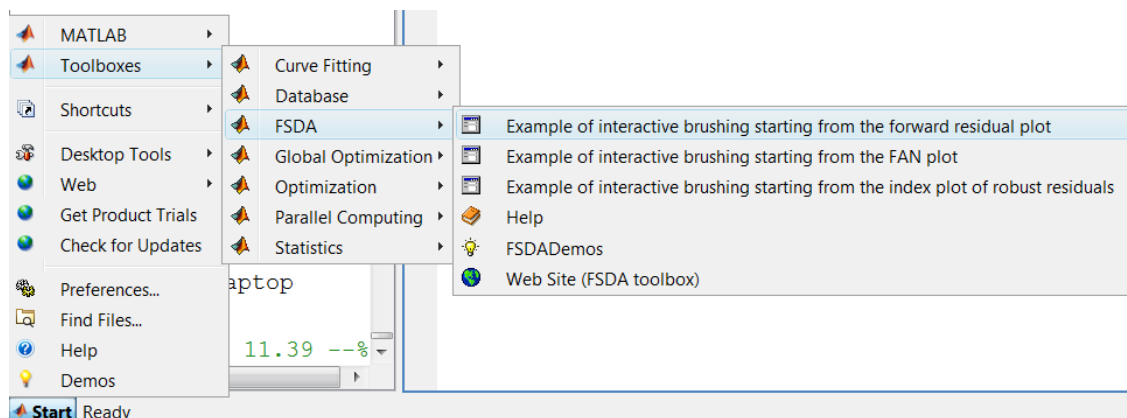 MATLAB
Toolboxes
Shortcuts
Desktop Tools
Web
Get Product Trials
Check for Updates
Preferences...
Find Files...
Help
Demos
Curve Fitting
Database
FSDA
Global Optimization
Optimization
Parallel Computing
Statistics
Example of interactive brushing starting from the forward residual plot
Example of interactive brushing starting from the FAN plot
Example of interactive brushing starting from the index plot of robust residuals
Help
FSDADemos
Web Site (FSDA toolbox)
aptop
11.39 --%
Start Ready